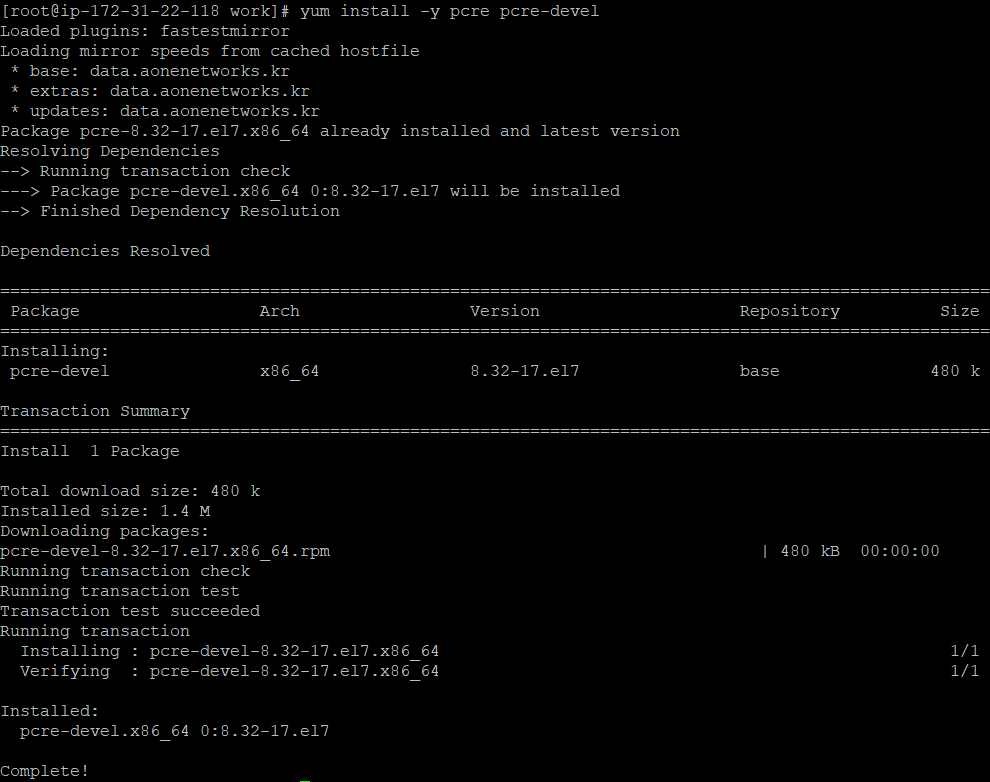 [root@ip-172-31-22-118 work]# yum install -y pcre pcre-devel
Loaded plugins: fastestmirror
Loading mirror speeds from cached hostfile
 * base: data.aonenetworks.kr
 * extras: data.aonenetworks.kr
 * updates: data.aonenetworks.kr
Package pcre-8.32-17.el7.x86_64 already installed and latest version
Resolving Dependencies
--> Running transaction check
---> Package pcre-devel.x86_64 0:8.32-17.el7 will be installed
--> Finished Dependency Resolution

Dependencies Resolved

===================================================================================================
 Package                  Arch                 Version                    Repository          Size
===================================================================================================
Installing:
 pcre-devel               x86_64               8.32-17.el7                base               480 k

Transaction Summary
===================================================================================================
Install  1 Package

Total download size: 480 k
Installed size: 1.4 M
Downloading packages:
pcre-devel-8.32-17.el7.x86_64.rpm                                           | 480 kB  00:00:00
Running transaction check
Running transaction test
Transaction test succeeded
Running transaction
  Installing : pcre-devel-8.32-17.el7.x86_64                                                   1/1
  Verifying  : pcre-devel-8.32-17.el7.x86_64                                                   1/1

Installed:
  pcre-devel.x86_64 0:8.32-17.el7

Complete!